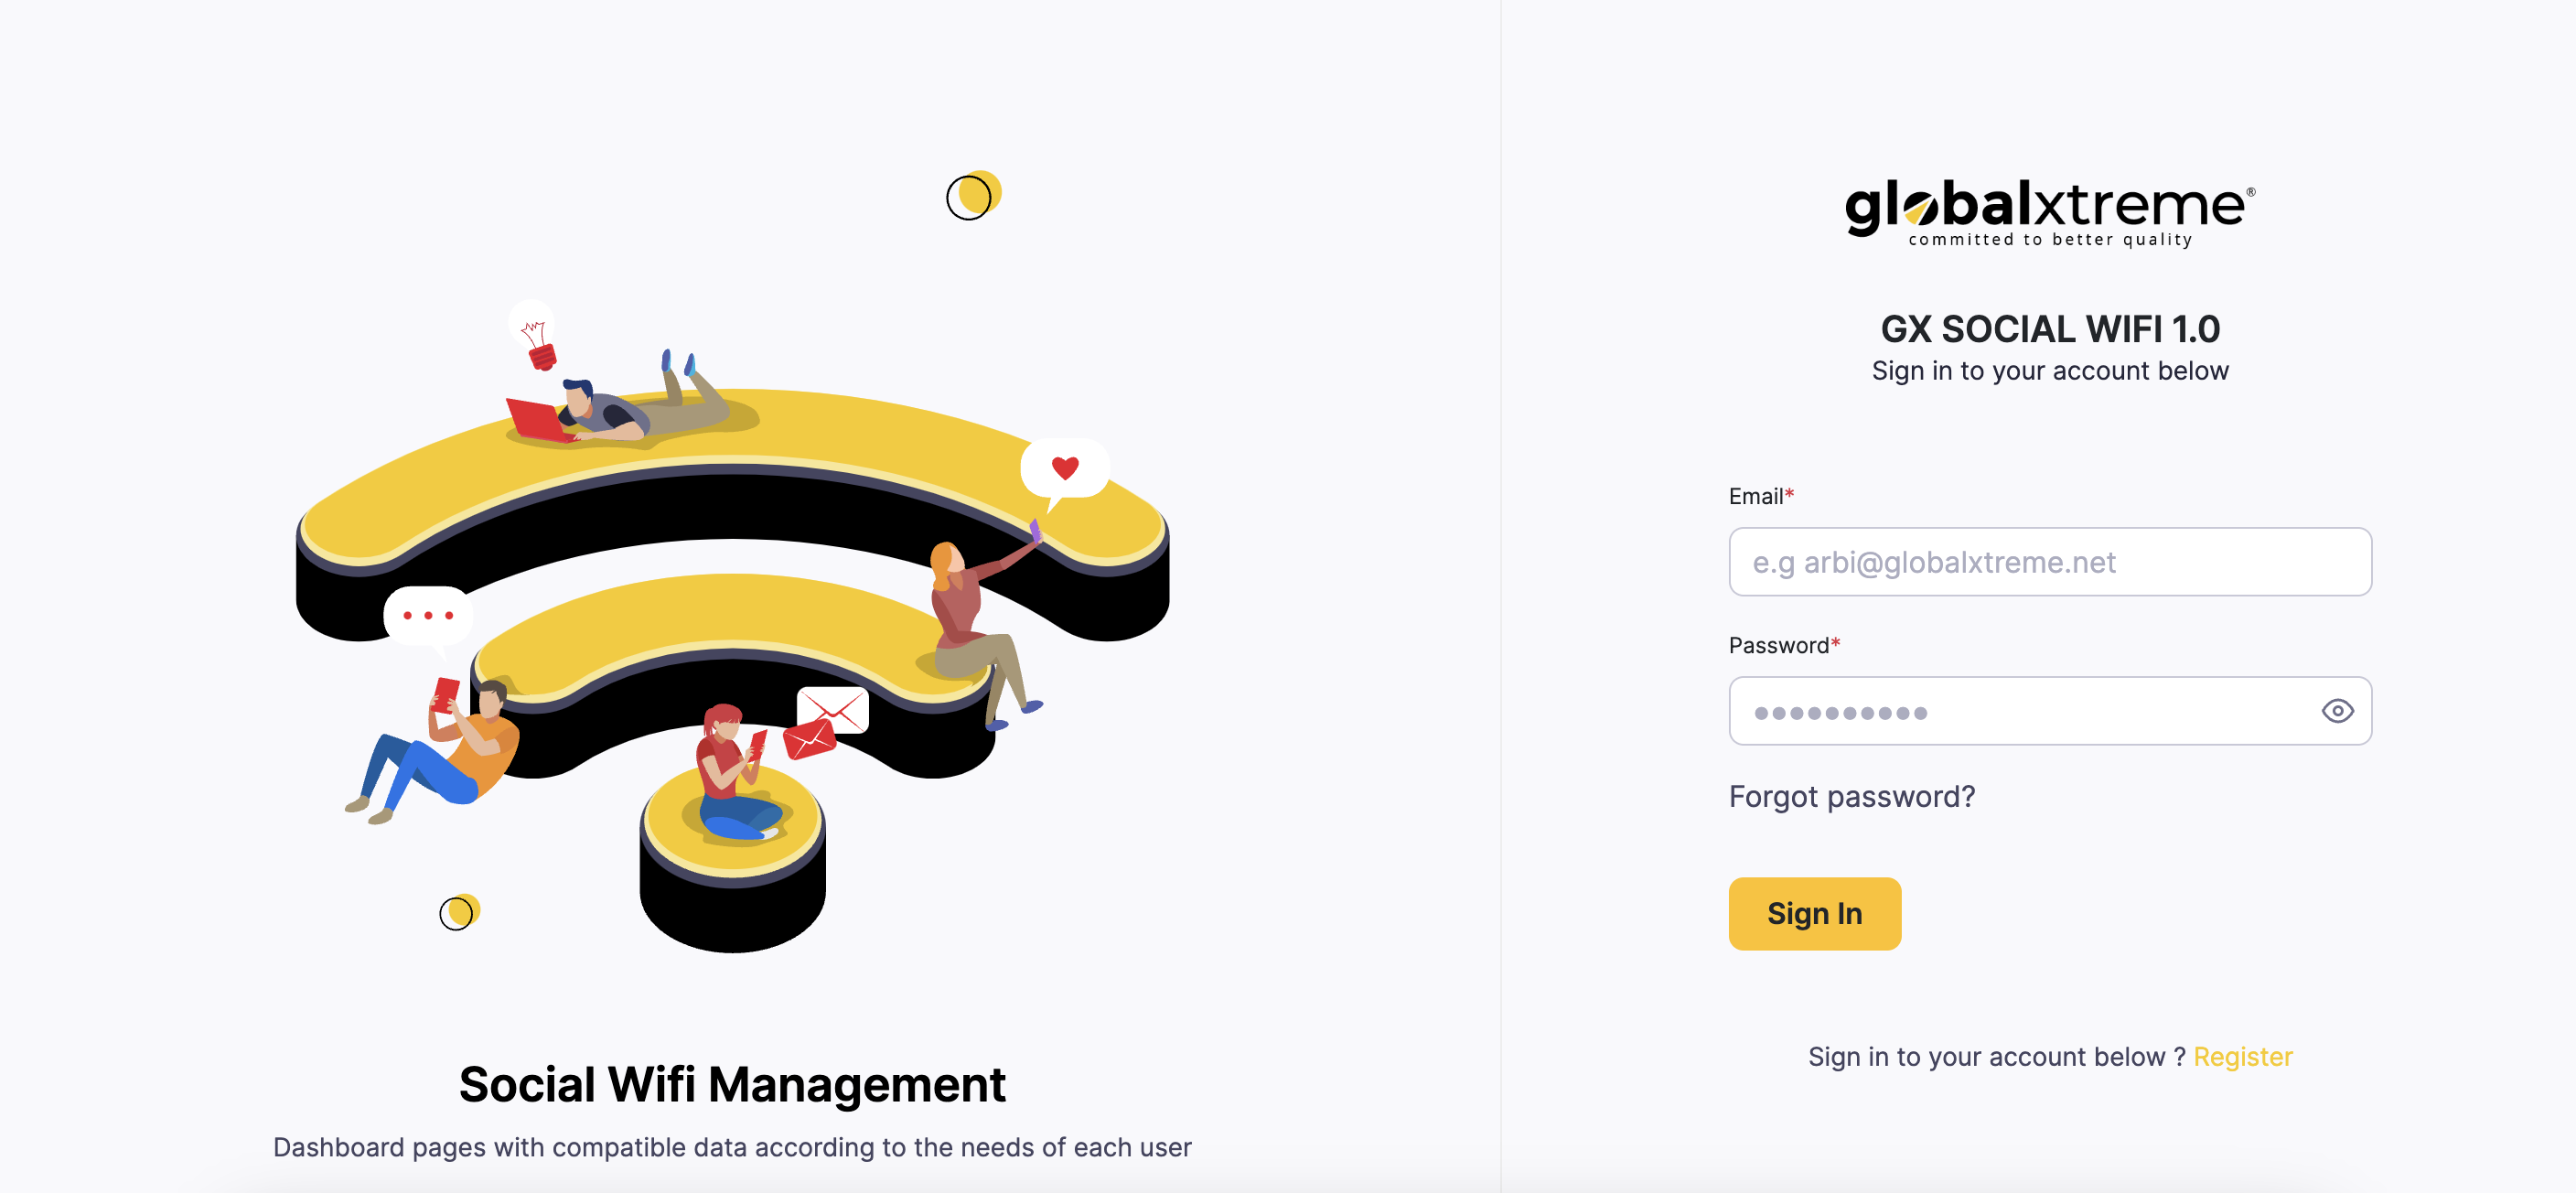 Social Wifi Management
Dashboard pages with compatible data according to the needs of each user
globalxtreme®
committed to better quality
GX SOCIAL WIFI 1.0
Sign in to your account below
Email*
e.g arbi@globalxtreme.net
Password*
••••••••••
Forgot password?
Sign In
Sign in to your account below ? Register